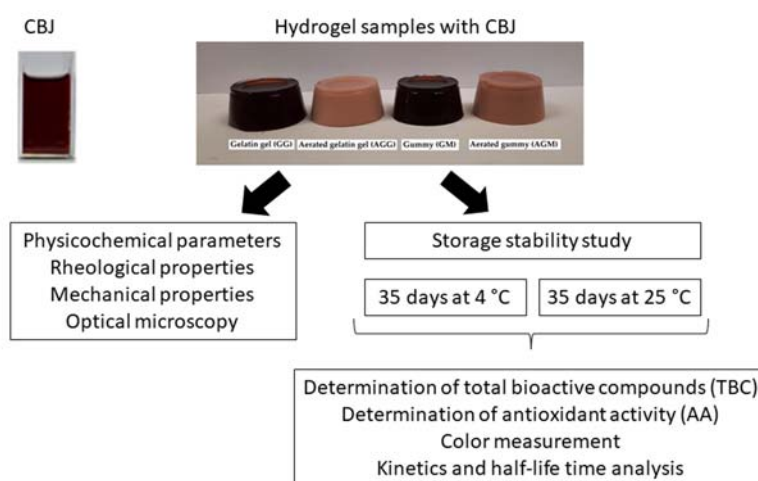 CBJ
Hydrogel samples with CBJ
Gelatin gel (GG) Aerated gelatin gel (AGG) Gummy (GM) Aerated gummy (AGM)
Physicochemical parameters
Rheological properties
Mechanical properties
Optical microscopy
Storage stability study
35 days at 4 °C
35 days at 25 °C
Determination of total bioactive compounds (TBC)
Determination of antioxidant activity (AA)
Color measurement
Kinetics and half-life time analysis